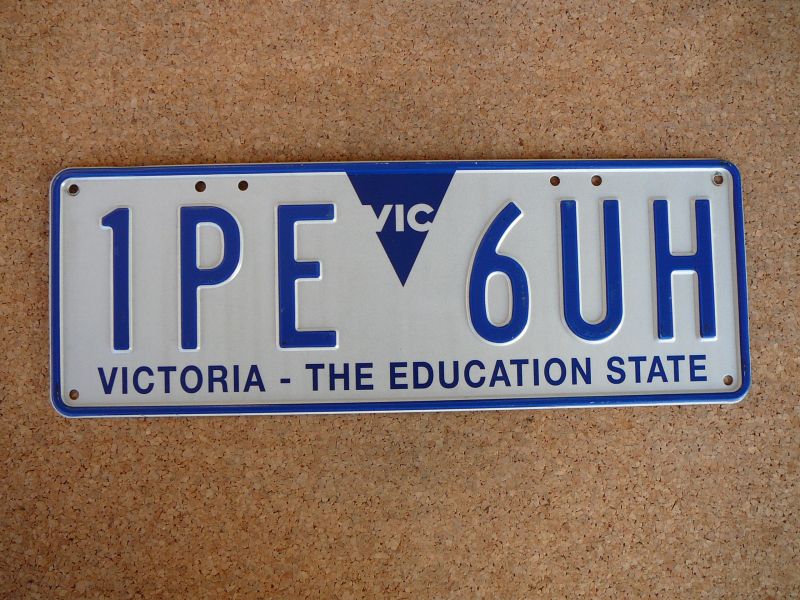 VIC
1PE 6UH
VICTORIA - THE EDUCATION STATE